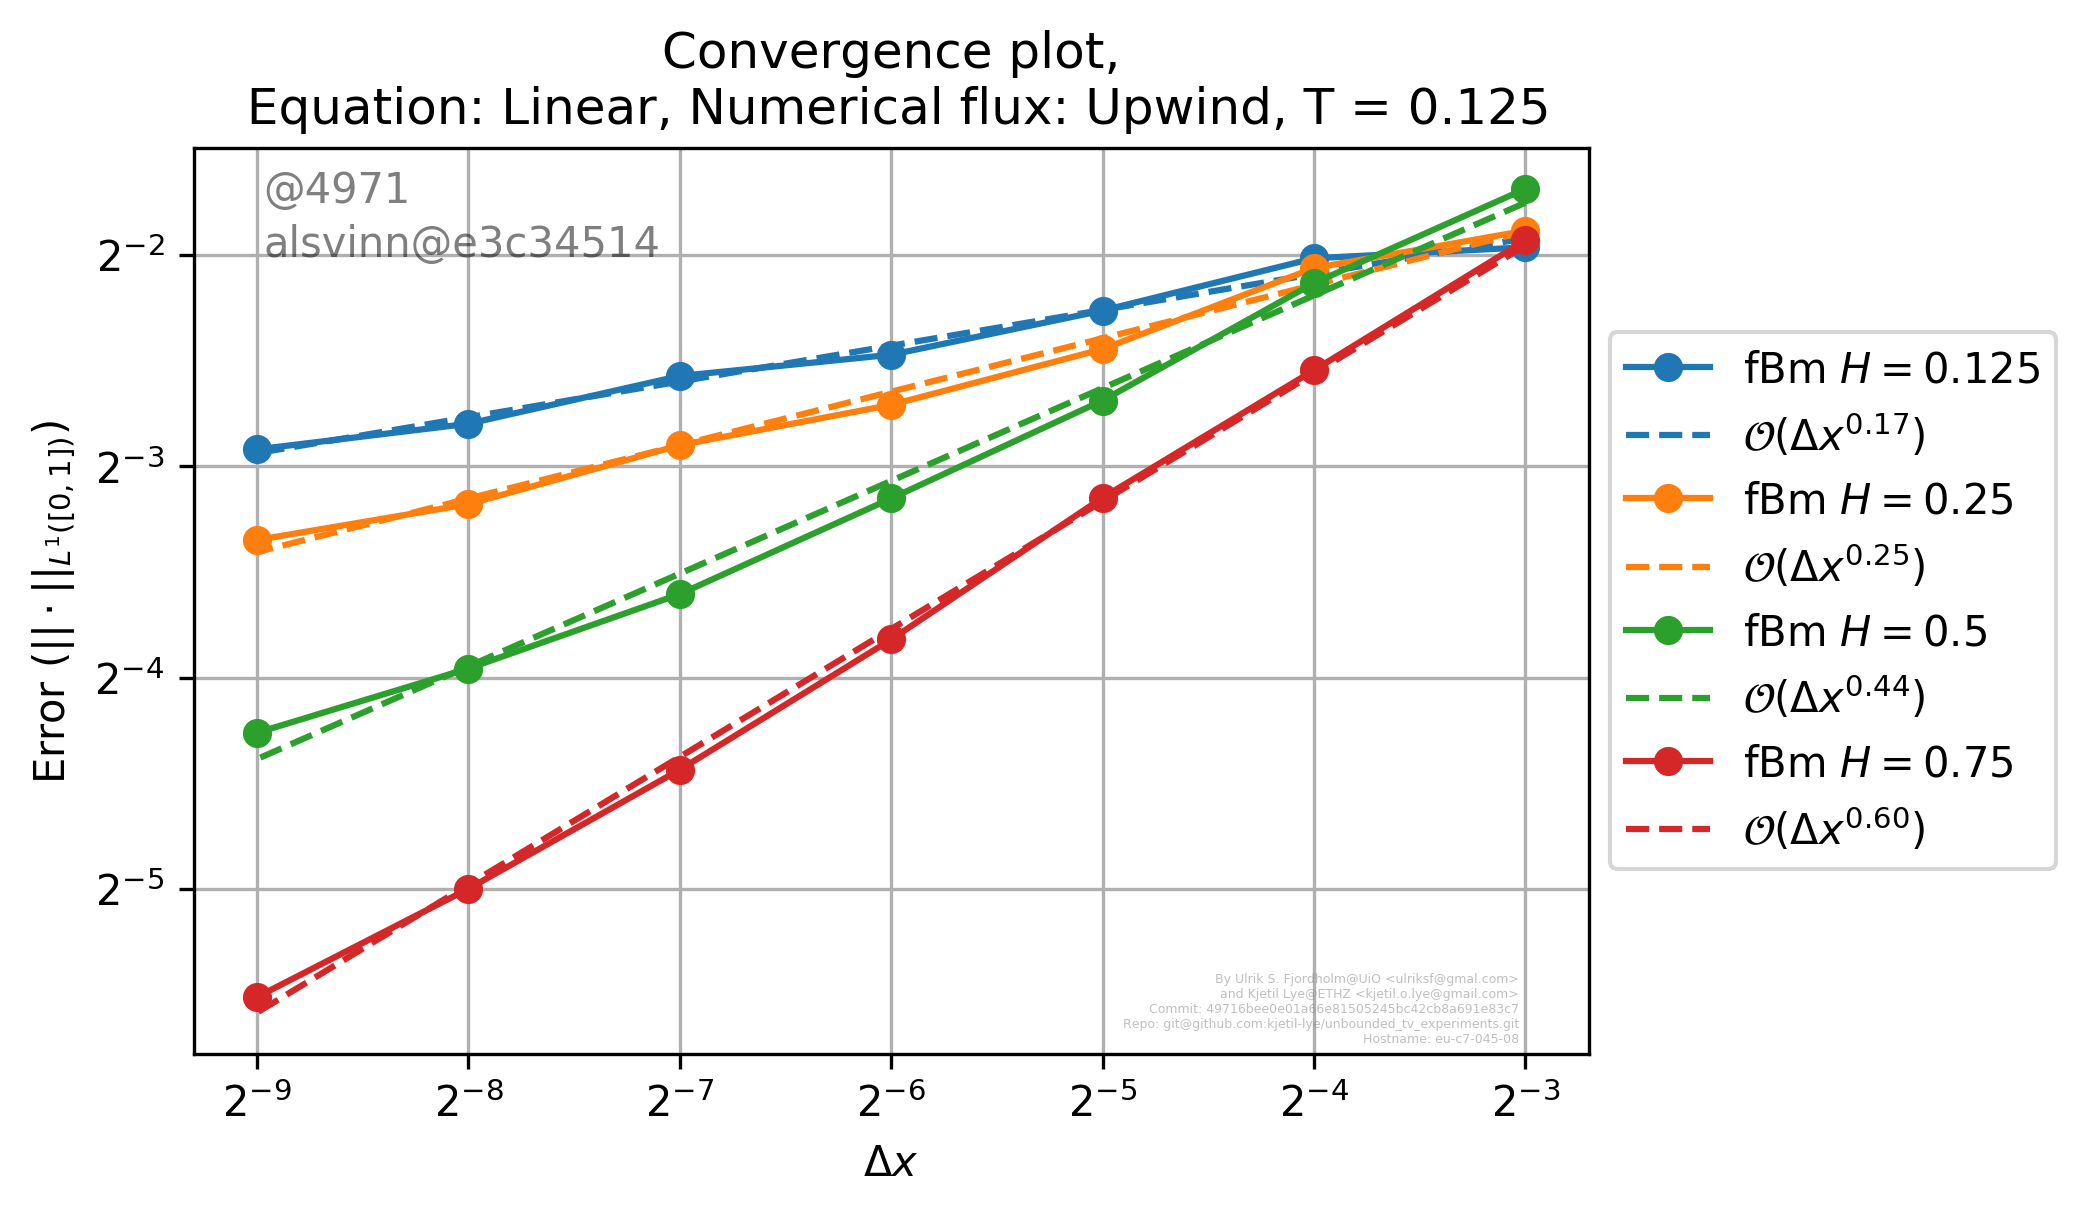 Convergence plot,
Equation: Linear, Numerical flux: Upwind, T = 0.125
@4971
alsvinn@e3c34514
2⁻²
2⁻³
2⁻⁴
2⁻⁵
Error (|| · ||_{L¹([0, 1])})
2⁻⁹ 2⁻⁸ 2⁻⁷ 2⁻⁶ 2⁻⁵ 2⁻⁴ 2⁻³
Δx
fBm H = 0.125
𝒪(Δx^{0.17})
fBm H = 0.25
𝒪(Δx^{0.25})
fBm H = 0.5
𝒪(Δx^{0.44})
fBm H = 0.75
𝒪(Δx^{0.60})
By Ulrik S. Fjordholm@UiO <ulriksf@gmal.com>
and Kjetil Lye@ETHZ <kjetil.o.lye@gmail.com>
Commit: 49716bee0e01a66e81505245bc42cb8a691e83c7
Repo: git@github.com:kjetil-lye/unbounded_tv_experiments.git
Hostname: eu-c7-045-08